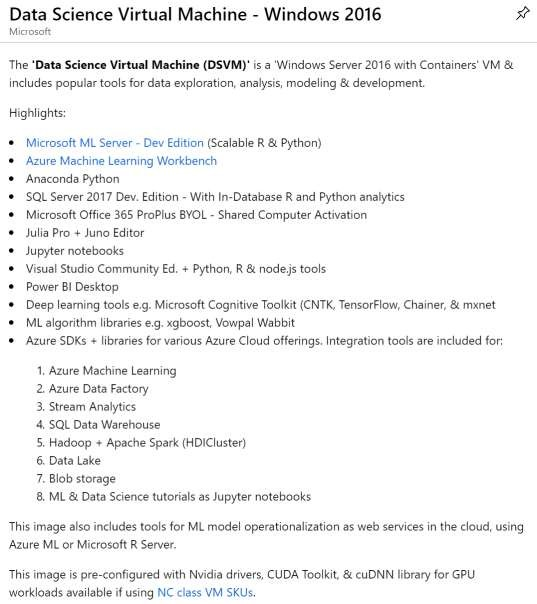 Data Science Virtual Machine - Windows 2016
Microsoft
The 'Data Science Virtual Machine (DSVM)' is a 'Windows Server 2016 with Containers' VM &
includes popular tools for data exploration, analysis, modeling & development.
Highlights:
• Microsoft ML Server - Dev Edition (Scalable R & Python)
• Azure Machine Learning Workbench
• Anaconda Python
• SQL Server 2017 Dev. Edition - With In-Database R and Python analytics
• Microsoft Office 365 ProPlus BYOL - Shared Computer Activation
• Julia Pro + Juno Editor
• Jupyter notebooks
• Visual Studio Community Ed. + Python, R & node.js tools
• Power BI Desktop
• Deep learning tools e.g. Microsoft Cognitive Toolkit (CNTK, TensorFlow, Chainer, & mxnet
• ML algorithm libraries e.g. xgboost, Vowpal Wabbit
• Azure SDKs + libraries for various Azure Cloud offerings. Integration tools are included for:
1. Azure Machine Learning
2. Azure Data Factory
3. Stream Analytics
4. SQL Data Warehouse
5. Hadoop + Apache Spark (HDICluster)
6. Data Lake
7. Blob storage
8. ML & Data Science tutorials as Jupyter notebooks
This image also includes tools for ML model operationalization as web services in the cloud, using
Azure ML or Microsoft R Server.
This image is pre-configured with Nvidia drivers, CUDA Toolkit, & cuDNN library for GPU
workloads available if using NC class VM SKUs.